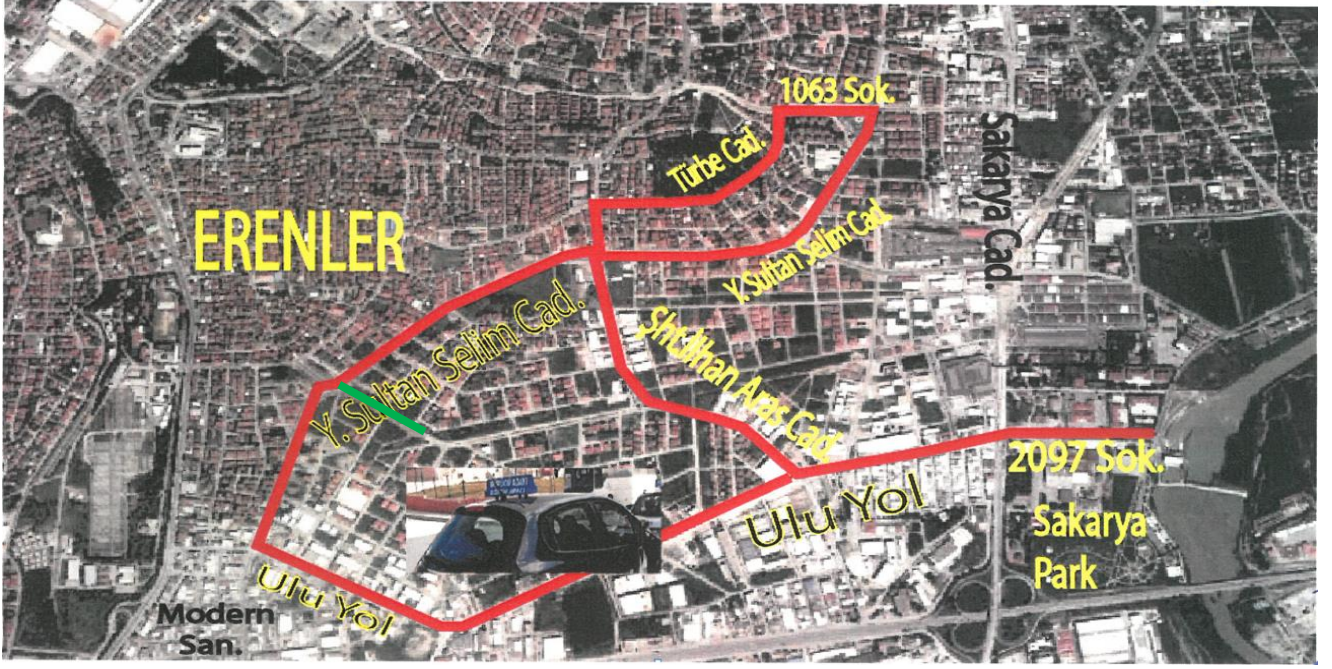 1063 Sok.
Türbe Cad.
Sakarya Cad.
ERENLER
Y. Sultan Selim Cad.
Y. Sultan Selim Cad.
Şht.İlhan Aras Cad.
2097 Sok.
Ulu Yol
Sakarya
Park
Ulu Yol
Modern
San.